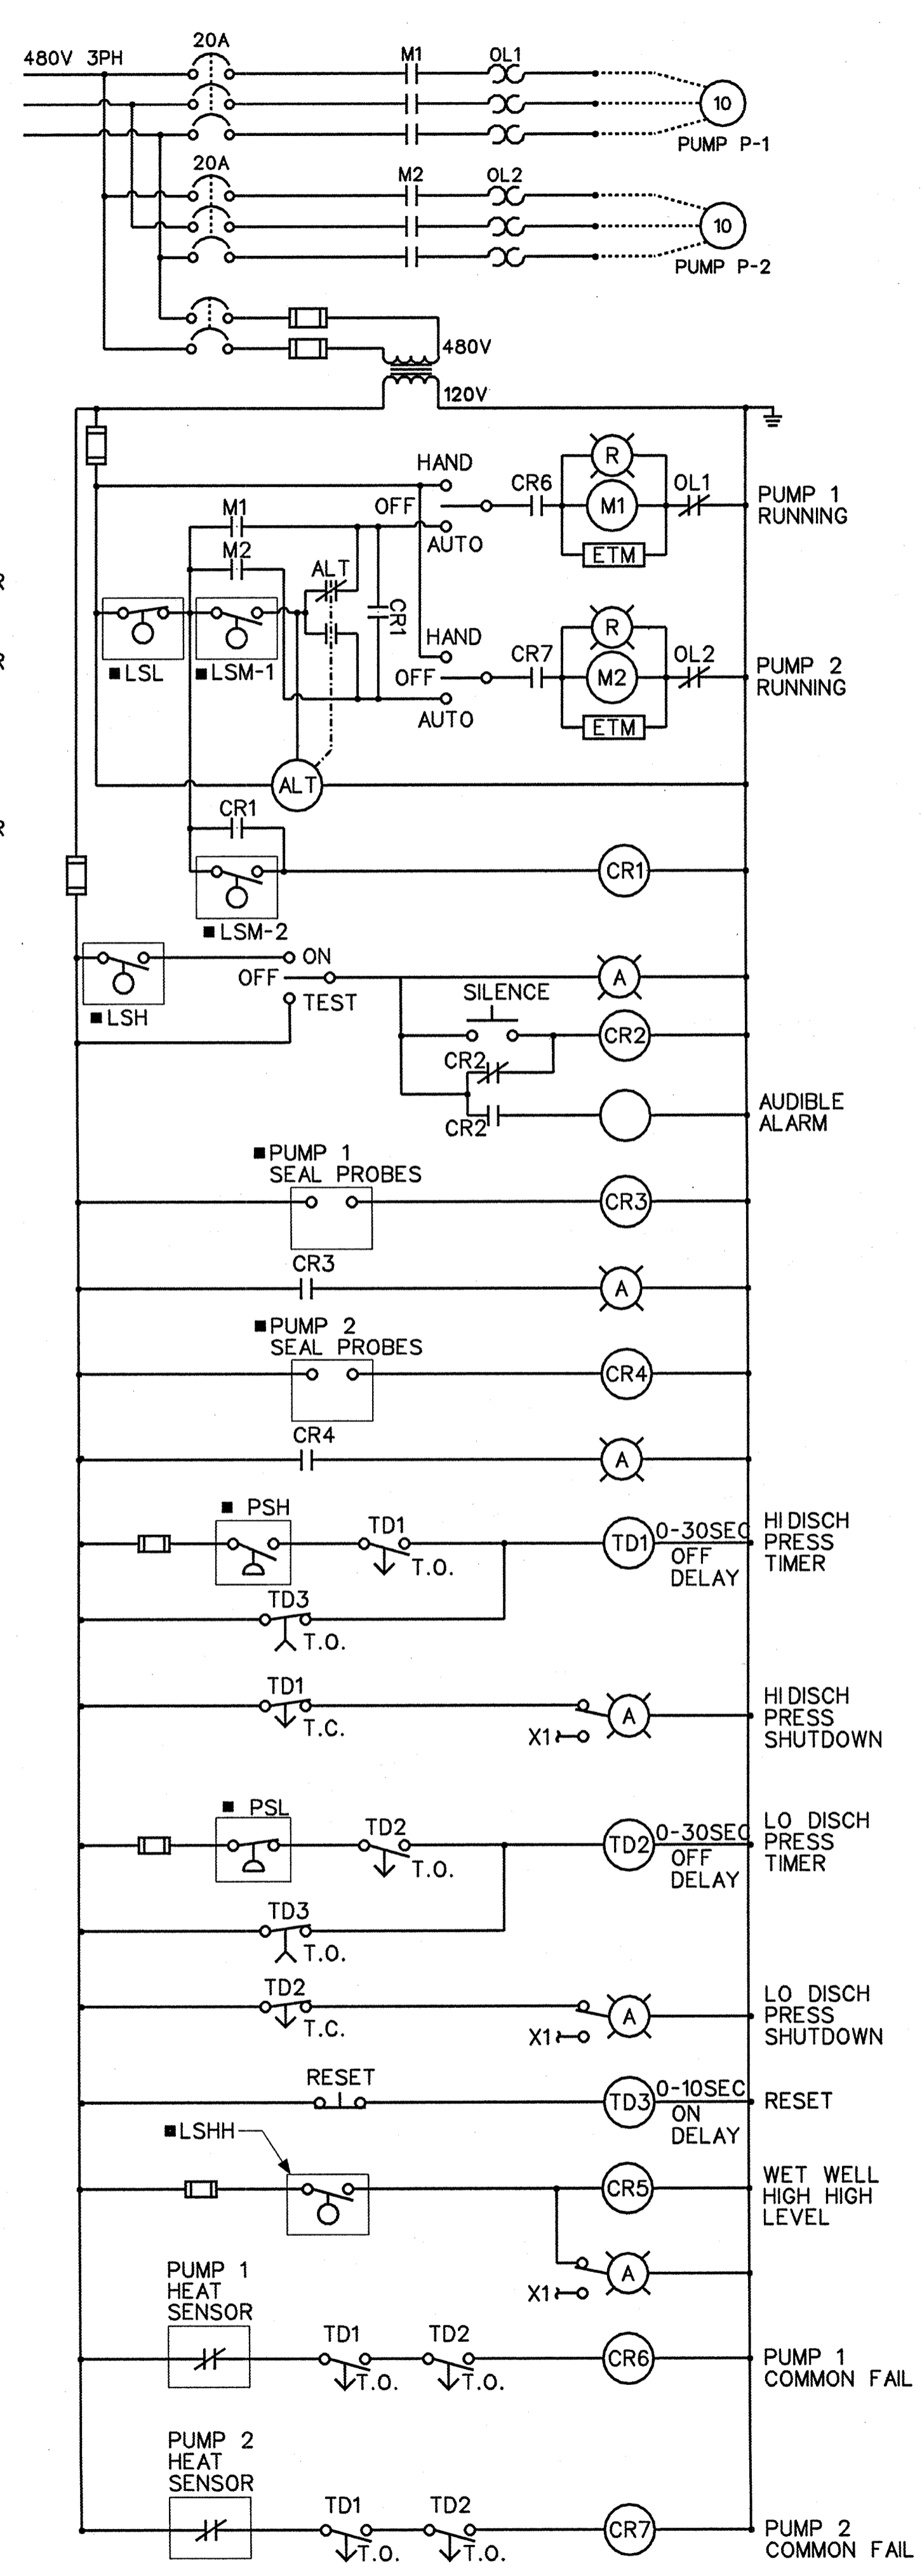 480V 3PH
20A
M1
OL1
10
PUMP P-1
20A
M2
OL2
10
PUMP P-2
480V
120V
HAND
OFF
AUTO
CR6
R
M1
ETM
OL1
PUMP 1
RUNNING
M1
M2
ALT
CR1
R
R
LSL
LSM-1
HAND
OFF
AUTO
CR7
R
M2
ETM
OL2
PUMP 2
RUNNING
ALT
CR1
R
LSM-2
CR1
LSH
ON
OFF
TEST
A
SILENCE
CR2
CR2
CR2
AUDIBLE
ALARM
PUMP 1
SEAL PROBES
CR3
CR3
A
PUMP 2
SEAL PROBES
CR4
CR4
A
PSH
TD1
T.O.
TD1
0-30SEC
OFF
DELAY
HI DISCH
PRESS
TIMER
TD3
T.O.
TD1
T.C.
X1
A
HI DISCH
PRESS
SHUTDOWN
PSL
TD2
T.O.
TD2
0-30SEC
OFF
DELAY
LO DISCH
PRESS
TIMER
TD3
T.O.
TD2
T.C.
X1
A
LO DISCH
PRESS
SHUTDOWN
RESET
TD3
0-10SEC
ON
DELAY
RESET
LSHH
CR5
WET WELL
HIGH HIGH
LEVEL
X1
A
PUMP 1
HEAT
SENSOR
TD1
T.O.
TD2
T.O.
CR6
PUMP 1
COMMON FAIL
PUMP 2
HEAT
SENSOR
TD1
T.O.
TD2
T.O.
CR7
PUMP 2
COMMON FAIL